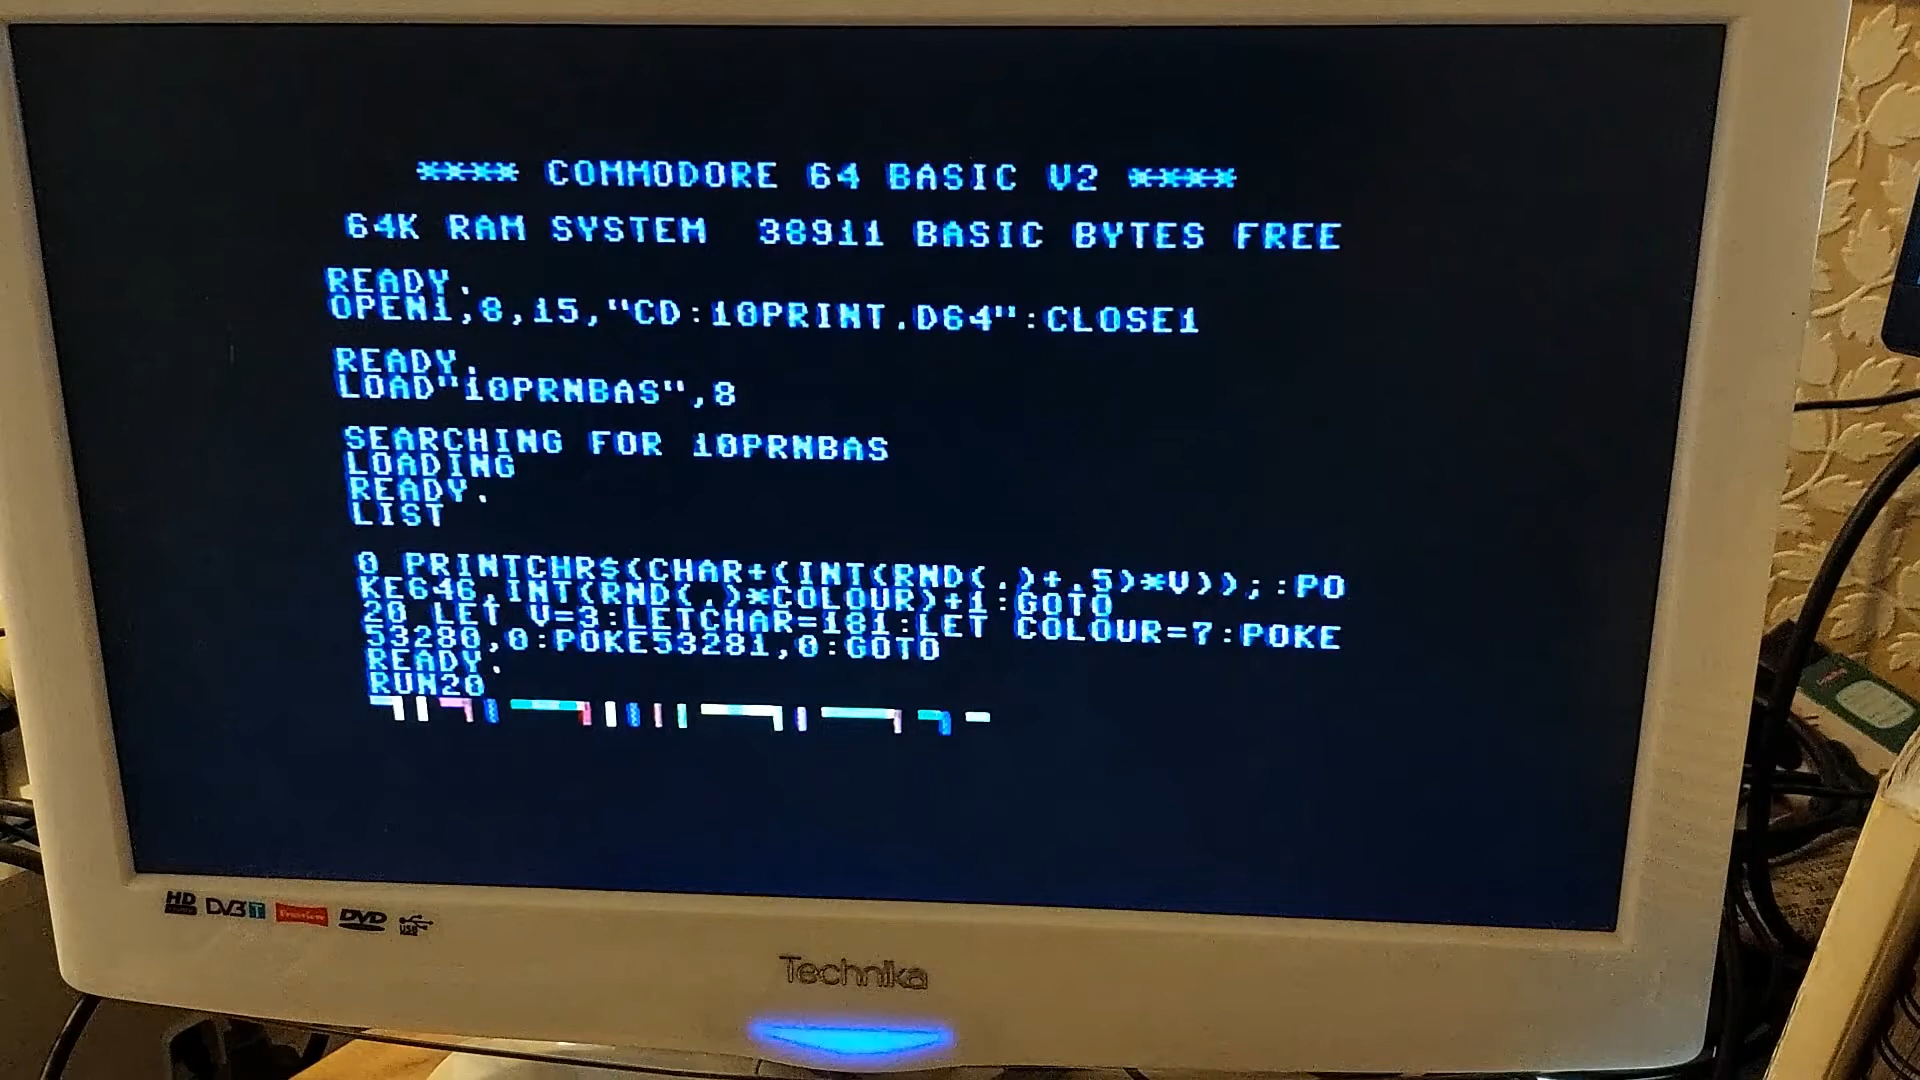 **** COMMODORE 64 BASIC V2 ****
64K RAM SYSTEM  38911 BASIC BYTES FREE
READY.
OPEN1,8,15,"CD:10PRINT.D64":CLOSE1
READY.
LOAD"10PRNBAS",8
SEARCHING FOR 10PRNBAS
LOADING
READY.
LIST
0 PRINTCHR$(CHAR+(INT(RND(.)+.5)*V));:PO
KE646,INT(RND(.)*COLOUR)+1:GOTO
20 LET V=3:LETCHAR=181:LET COLOUR=7:POKE
53280,0:POKE53281,0:GOTO
READY.
RUN20
HD DVB T Freeview DVD USB
Technika